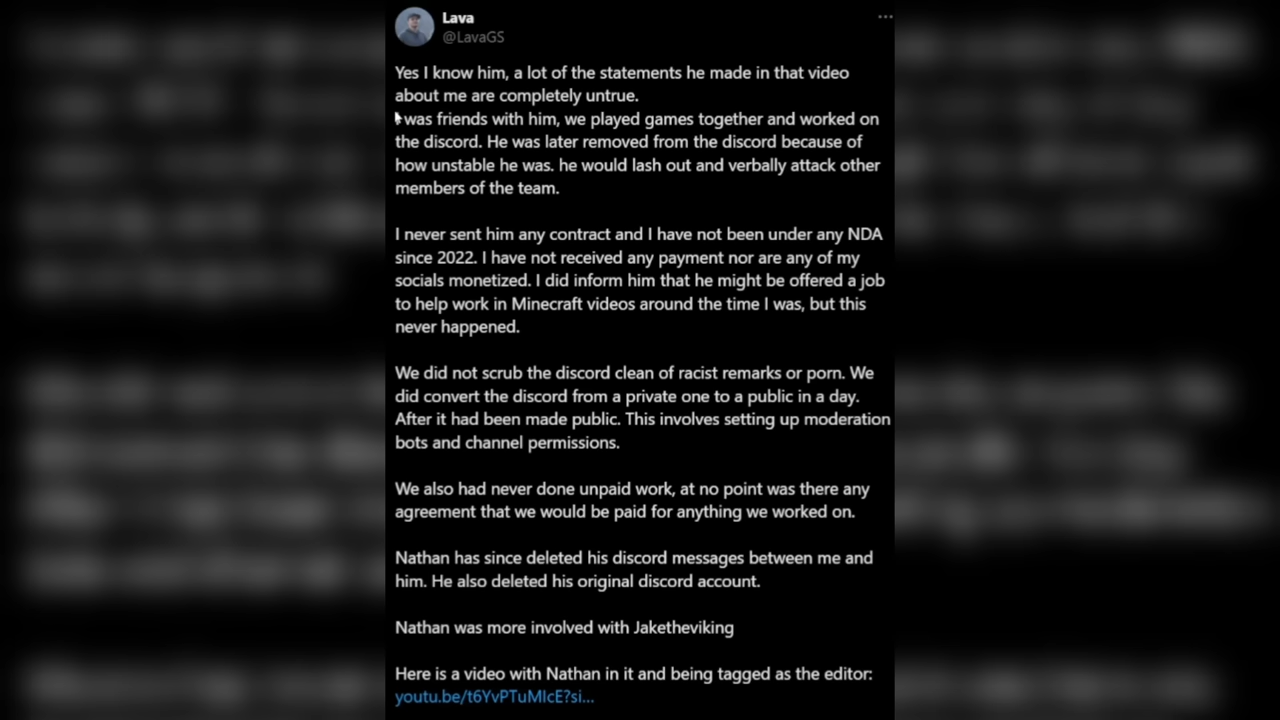 Lava
@LavaGS
Yes I know him, a lot of the statements he made in that video
about me are completely untrue.
was friends with him, we played games together and worked on
the discord. He was later removed from the discord because of
how unstable he was. he would lash out and verbally attack other
members of the team.
I never sent him any contract and I have not been under any NDA
since 2022. I have not received any payment nor are any of my
socials monetized. I did inform him that he might be offered a job
to help work in Minecraft videos around the time I was, but this
never happened.
We did not scrub the discord clean of racist remarks or porn. We
did convert the discord from a private one to a public in a day.
After it had been made public. This involves setting up moderation
bots and channel permissions.
We also had never done unpaid work, at no point was there any
agreement that we would be paid for anything we worked on.
Nathan has since deleted his discord messages between me and
him. He also deleted his original discord account.
Nathan was more involved with Jaketheviking
Here is a video with Nathan in it and being tagged as the editor:
youtu.be/t6YvPTuMIcE?si...